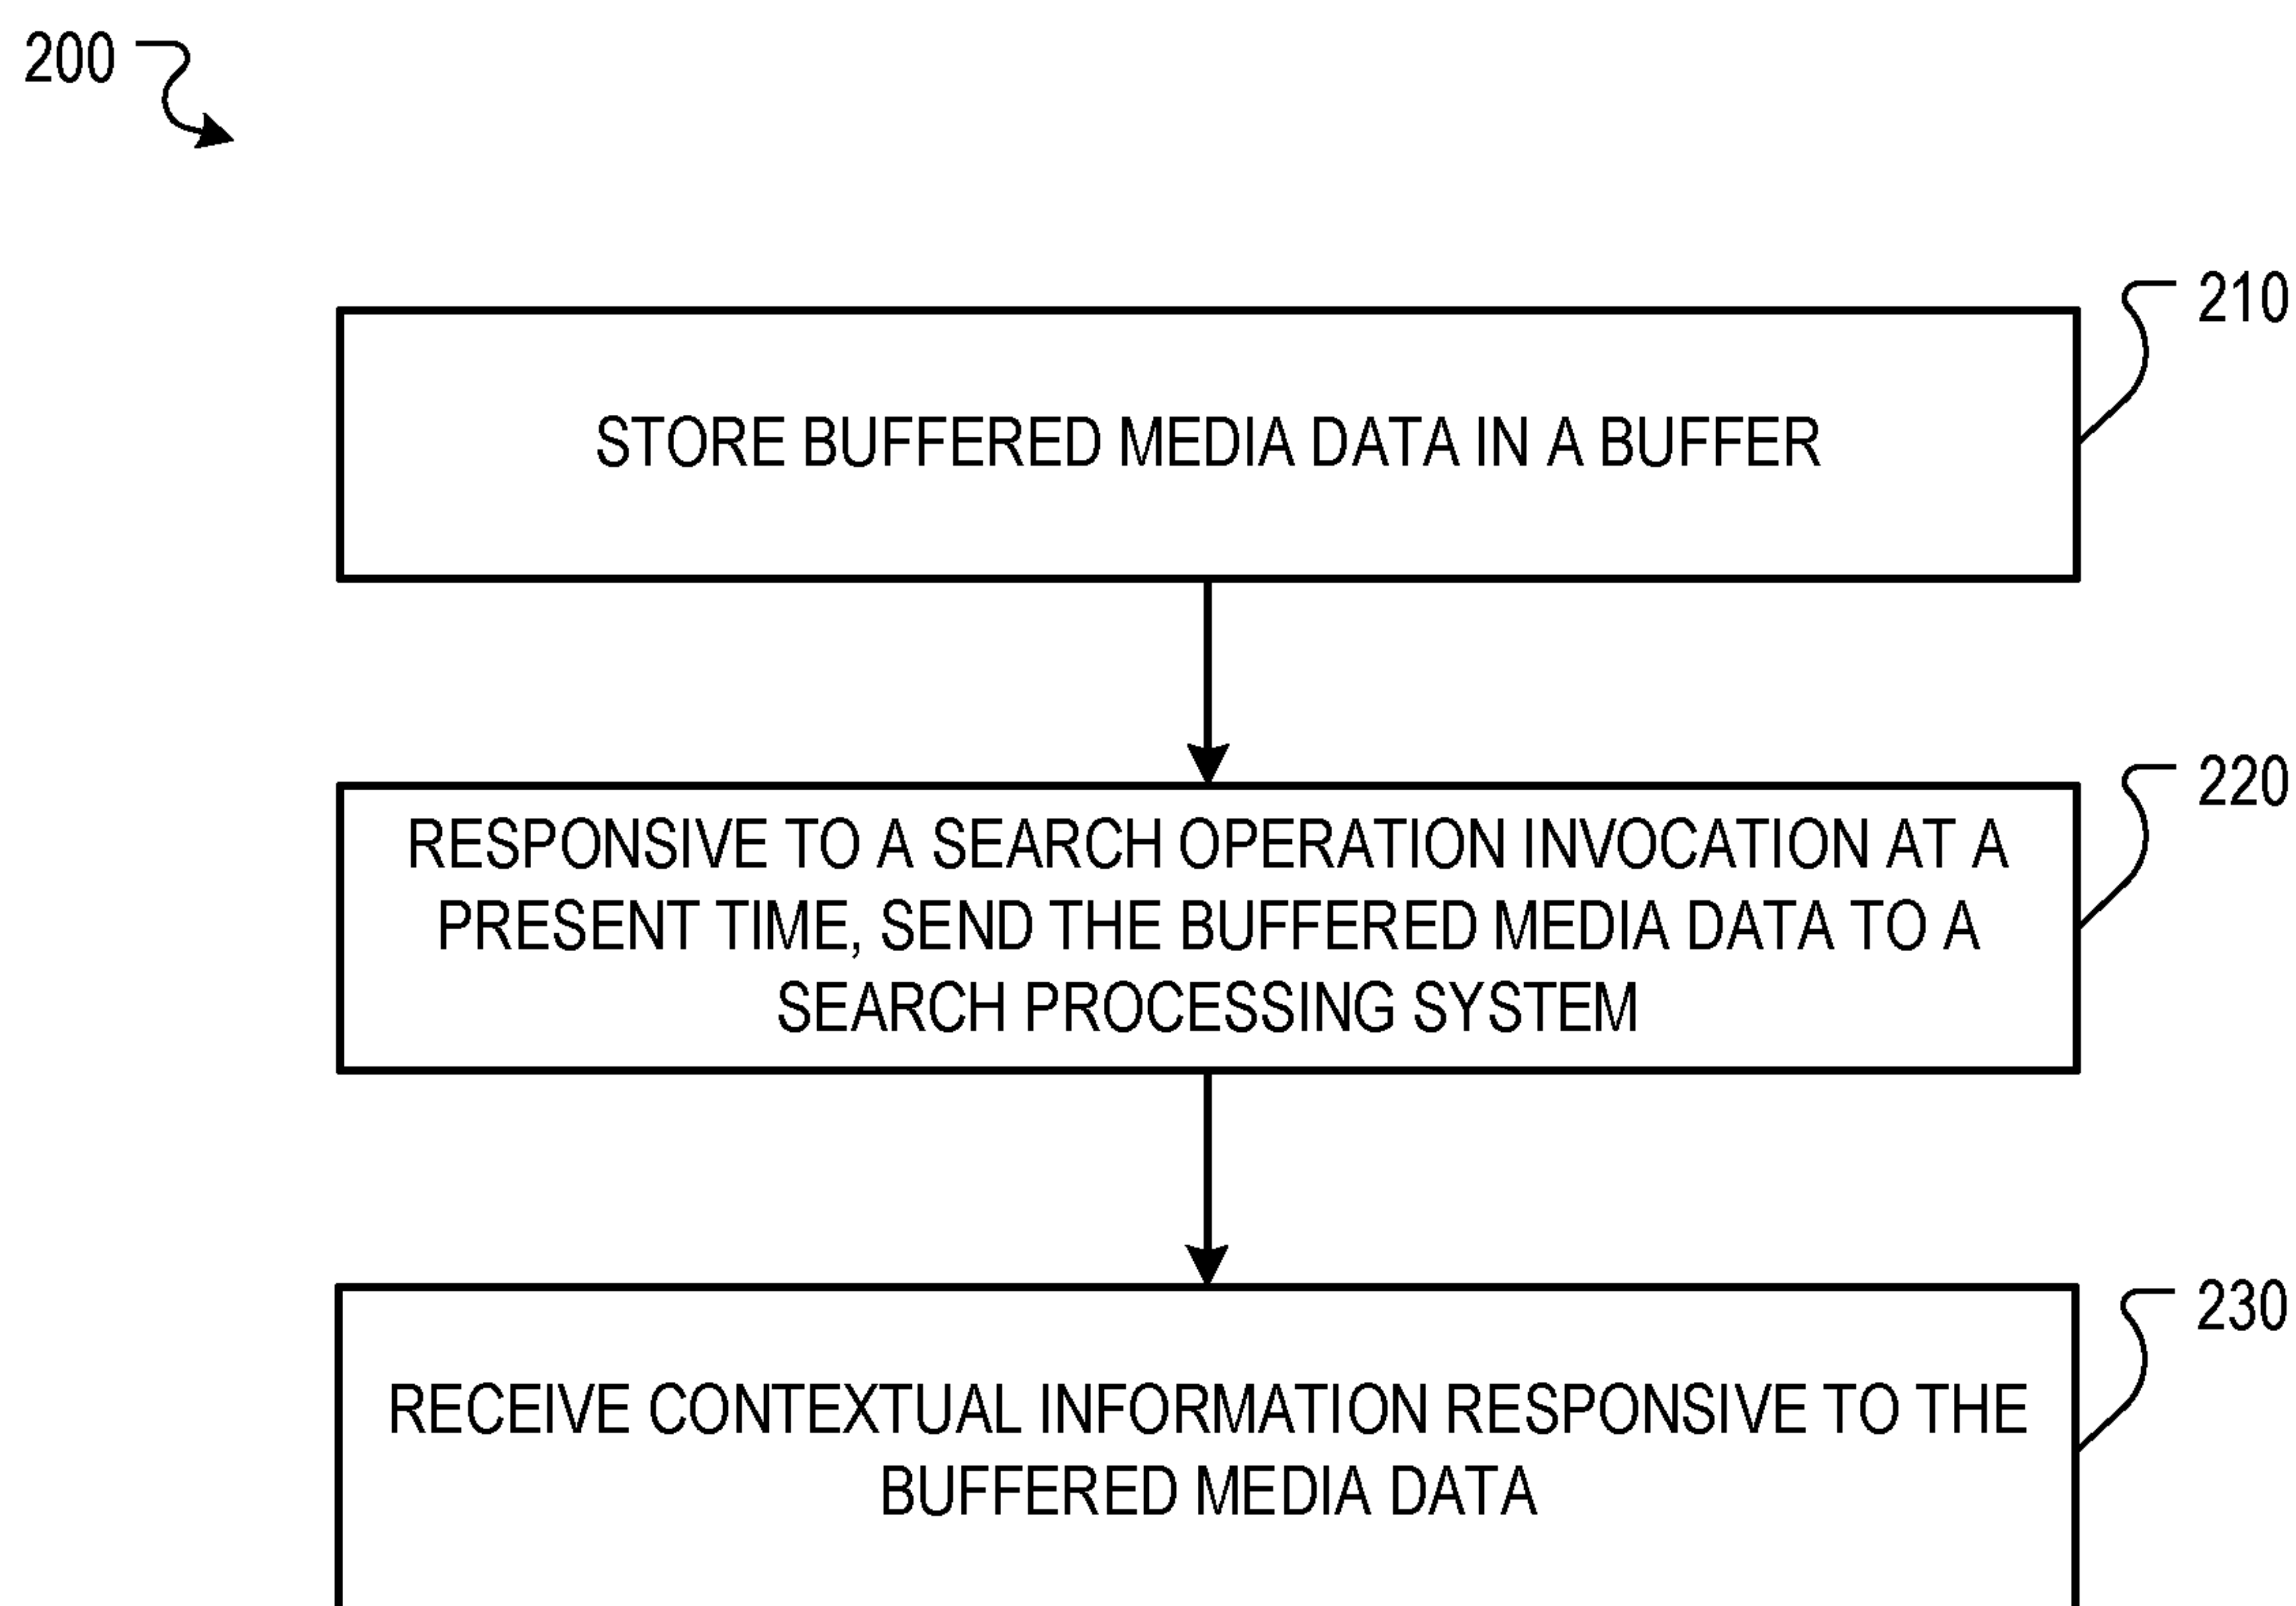 200
210
STORE BUFFERED MEDIA DATA IN A BUFFER
220
RESPONSIVE TO A SEARCH OPERATION INVOCATION AT A
PRESENT TIME, SEND THE BUFFERED MEDIA DATA TO A
SEARCH PROCESSING SYSTEM
230
RECEIVE CONTEXTUAL INFORMATION RESPONSIVE TO THE
BUFFERED MEDIA DATA